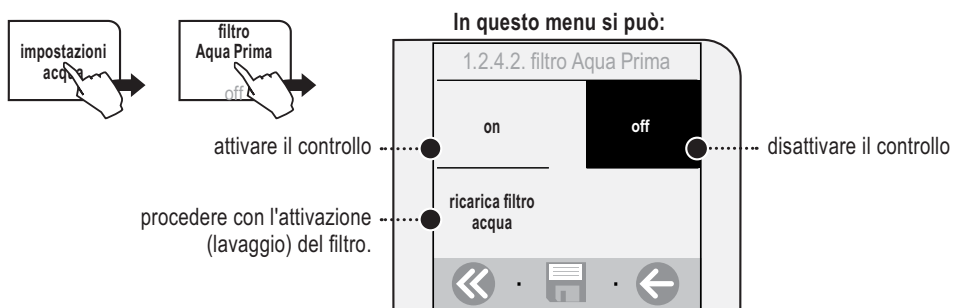 In questo menu si può:
impostazioni
acqua
filtro
Aqua Prima
off
1.2.4.2. filtro Aqua Prima
on
off
attivare il controllo
disattivare il controllo
ricarica filtro
acqua
procedere con l'attivazione
(lavaggio) del filtro.